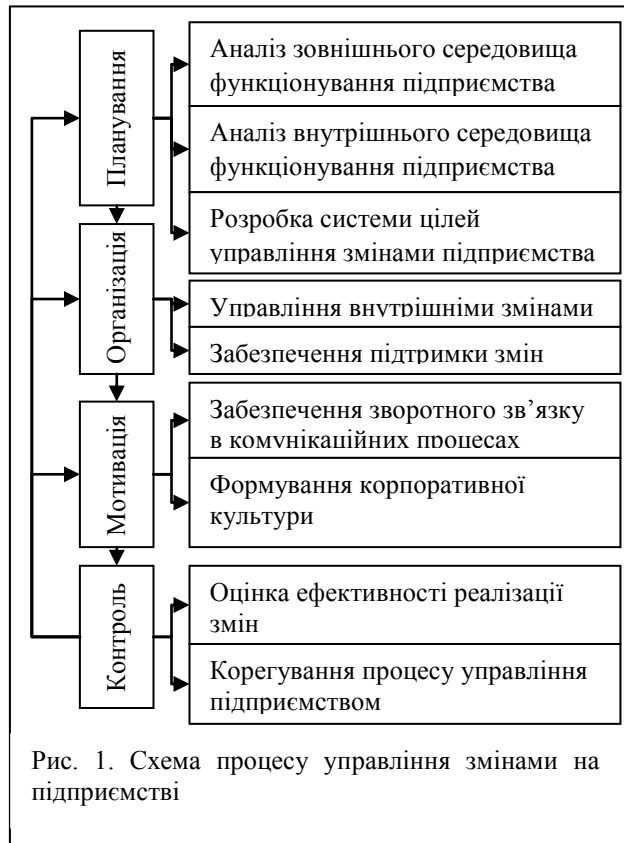 Планування
Аналіз зовнішнього середовища
функціонування підприємства
Аналіз внутрішнього середовища
функціонування підприємства
Розробка системи цілей
управління змінами підприємства
Організація
Управління внутрішніми змінами
Забезпечення підтримки змін
Мотивація
Забезпечення зворотного зв’язку
в комунікаційних процесах
Формування корпоративної
культури
Контроль
Оцінка ефективності реалізації
змін
Корегування процесу управління
підприємством
Рис. 1. Схема процесу управління змінами на
підприємстві